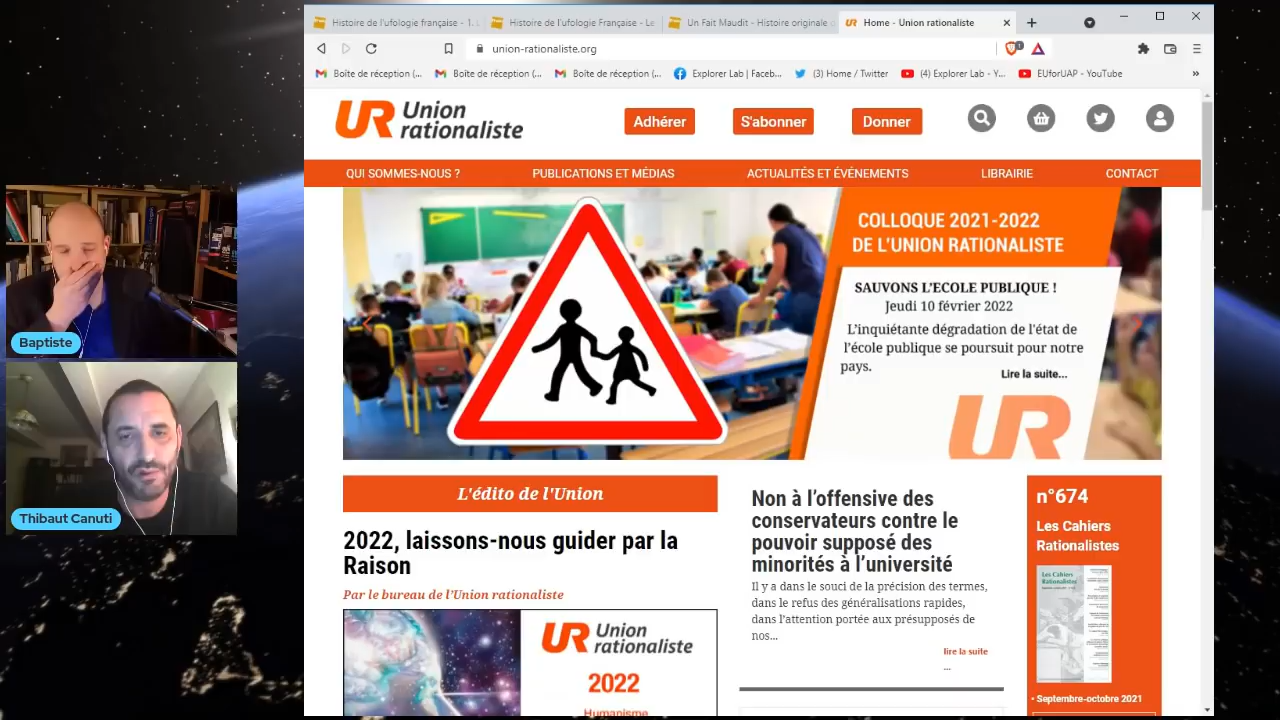 Histoire de l'ufologie française - 1. L
Histoire de l'ufologie Française - Le
Un Fait Maudit - Histoire originale
UR Home - Union rationaliste
union-rationaliste.org
Boîte de réception (...
Boîte de réception (...
Boîte de réception (...
Explorer Lab | Faceb...
(3) Home / Twitter
(4) Explorer Lab - Y...
EUforUAP - YouTube
»
UR Union
rationaliste
Adhérer
S'abonner
Donner
QUI SOMMES-NOUS ?
PUBLICATIONS ET MÉDIAS
ACTUALITÉS ET ÉVÉNEMENTS
LIBRAIRIE
CONTACT
COLLOQUE 2021-2022
DE L'UNION RATIONALISTE
SAUVONS L'ECOLE PUBLIQUE !
Jeudi 10 février 2022
L'inquiétante dégradation de l'état de
l'école publique se poursuit pour notre
pays.
Lire la suite...
UR
Baptiste
Thibaut Canuti
L'édito de l'Union
2022, laissons-nous guider par la
Raison
Par le bureau de l'Union rationaliste
UR Union
rationaliste
2022
Humanisme
Non à l'offensive des
conservateurs contre le
pouvoir supposé des
minorités à l'université
Il y a dans le souci de la précision des termes,
dans le refus des généralisations rapides,
dans l'attention portée aux présupposés de
nos...
lire la suite
...
n°674
Les Cahiers
Rationalistes
Les Cahiers
Rationalistes
• Septembre-octobre 2021